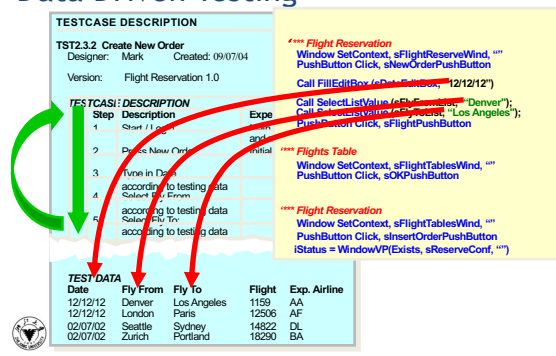 Data Driven Testing
TESTCASE DESCRIPTION
TST2.3.2 Create New Order
Designer: Mark Created: 09/07/04
Version: Flight Reservation 1.0
TESTCASE DESCRIPTION
Step Description
1
2 Press New Order Initial
3 Type in Date
according to testing data
4 Select Fly From
according to testing data
5 Select Fly To:
according to testing data
TEST DATA
Date Fly From Fly To Flight Exp. Airline
12/12/12 Denver Los Angeles 1159 AA
12/12/12 London Paris 12506 AF
02/07/02 Seattle Sydney 14822 DL
02/07/02 Zurich Portland 18290 BA
‘*** Flight Reservation
Window SetContext, sFlightReserveWind, “”
PushButton Click, sNewOrderPushButton
Call FillEditBox "12/12/12”)
Call SelectListValue (sFlyFromList, “Denver”);
Call SelectListValue (sFlyToList, “Los Angeles”);
PushButton Click, sFlightPushButton
‘*** Flights Table
Window SetContext, sFlightTablesWind, “”
PushButton Click, sOKPushButton
‘*** Flight Reservation
Window SetContext, sFlightTablesWind, “”
PushButton Click, sInsertOrderPushButton
iStatus = WindowVP(Exists, sReserveConf, “”)